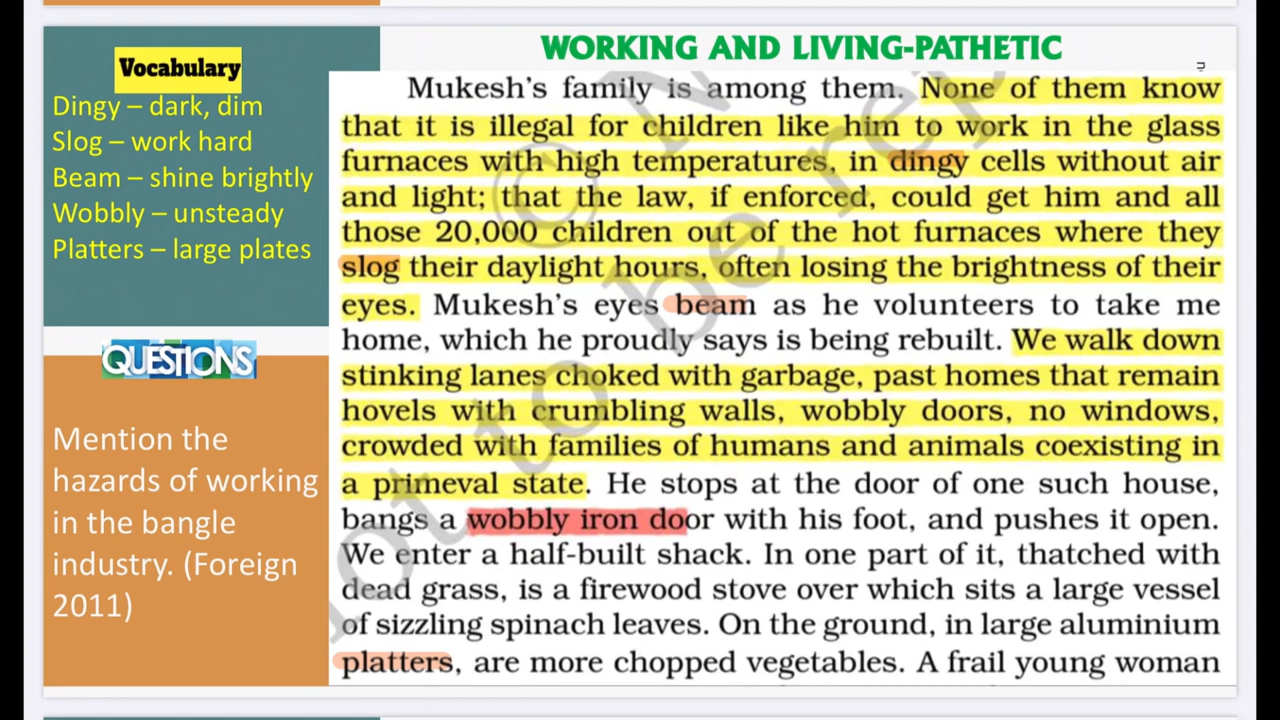 WORKING AND LIVING-PATHETIC
Vocabulary
Dingy – dark, dim
Slog – work hard
Beam – shine brightly
Wobbly – unsteady
Platters – large plates
QUESTIONS
Mention the
hazards of working
in the bangle
industry. (Foreign
2011)
Mukesh's family is among them. None of them know
that it is illegal for children like him to work in the glass
furnaces with high temperatures, in dingy cells without air
and light; that the law, if enforced, could get him and all
those 20,000 children out of the hot furnaces where they
slog their daylight hours, often losing the brightness of their
eyes. Mukesh's eyes beam as he volunteers to take me
home, which he proudly says is being rebuilt. We walk down
stinking lanes choked with garbage, past homes that remain
hovels with crumbling walls, wobbly doors, no windows,
crowded with families of humans and animals coexisting in
a primeval state. He stops at the door of one such house,
bangs a wobbly iron door with his foot, and pushes it open.
We enter a half-built shack. In one part of it, thatched with
dead grass, is a firewood stove over which sits a large vessel
of sizzling spinach leaves. On the ground, in large aluminium
platters, are more chopped vegetables. A frail young woman